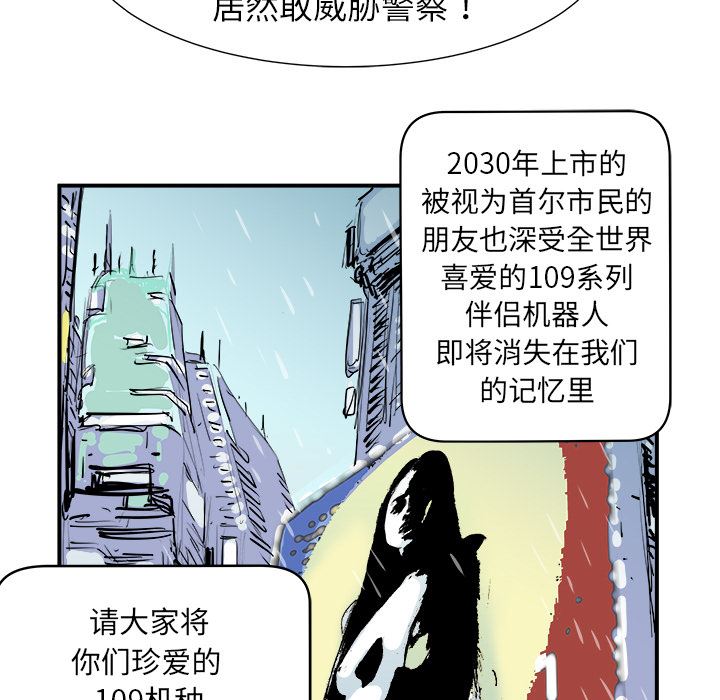 居然敢威胁警察！
2030年上市的
被视为首尔市民的
朋友也深受全世界
喜爱的109系列
伴侣机器人
即将消失在我们
的记忆里
请大家将
你们珍爱的
109机种